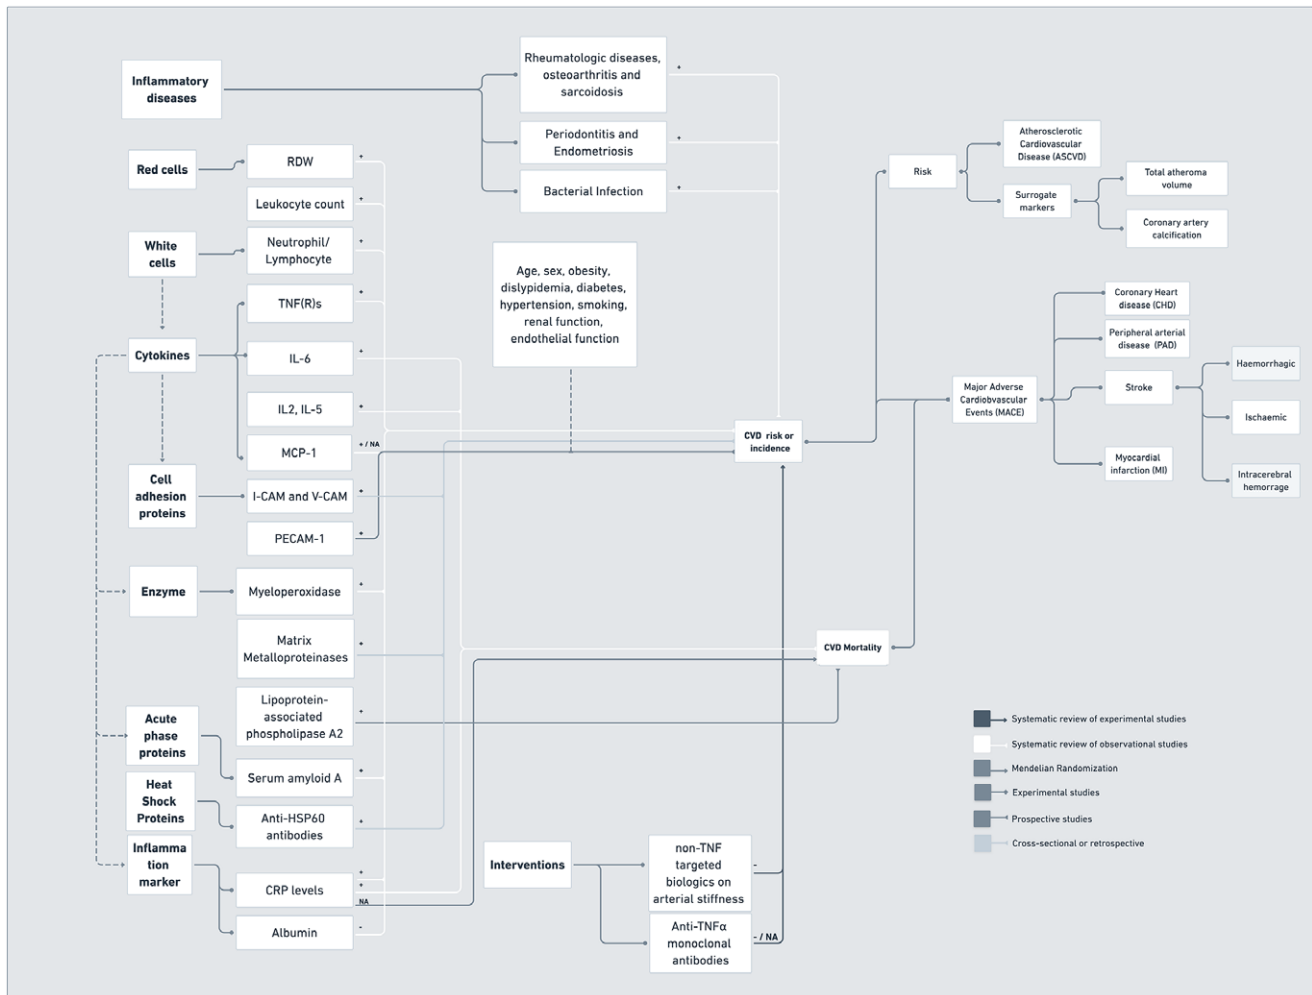 Inflammatory
diseases
Rheumatologic diseases,
osteoarthritis and
sarcoidosis
+
Periodontitis and
Endometriosis
+
Bacterial Infection
+
Red cells
RDW
+
Leukocyte count
+
White
cells
Neutrophil/
Lymphocyte
+
TNF(R)s
+
Cytokines
IL-6
+
IL2, IL-5
+
MCP-1
+ / NA
Cell
adhesion
proteins
I-CAM and V-CAM
+
PECAM-1
+
Enzyme
Myeloperoxidase
+
Matrix
Metalloproteinases
+
Lipoprotein-
associated
phospholipase A2
+
Acute
phase
proteins
Serum amyloid A
+
Heat
Shock
Proteins
Anti-HSP60
antibodies
+
Inflamma
tion
marker
CRP levels
+
+
NA
Albumin
-
Age, sex, obesity,
dislypidemia, diabetes,
hypertension, smoking,
renal function,
endothelial function
CVD risk or
incidence
CVD Mortality
Interventions
non-TNF
targeted
biologics on
arterial stiffness
-
Anti-TNFα
monoclonal
antibodies
- / NA
Risk
Atherosclerotic
Cardiovascular
Disease (ASCVD)
Surrogate
markers
Total atheroma
volume
Coronary artery
calcification
Major Adverse
Cardiobvascular
Events (MACE)
Coronary Heart
disease (CHD)
Peripheral arterial
disease (PAD)
Stroke
Haemorrhagic
Ischaemic
Intracerebral
hemorrage
Myocardial
infarction (MI)
Systematic review of experimental studies
Systematic review of observational studies
Mendelian Randomization
Experimental studies
Prospective studies
Cross-sectional or retrospective